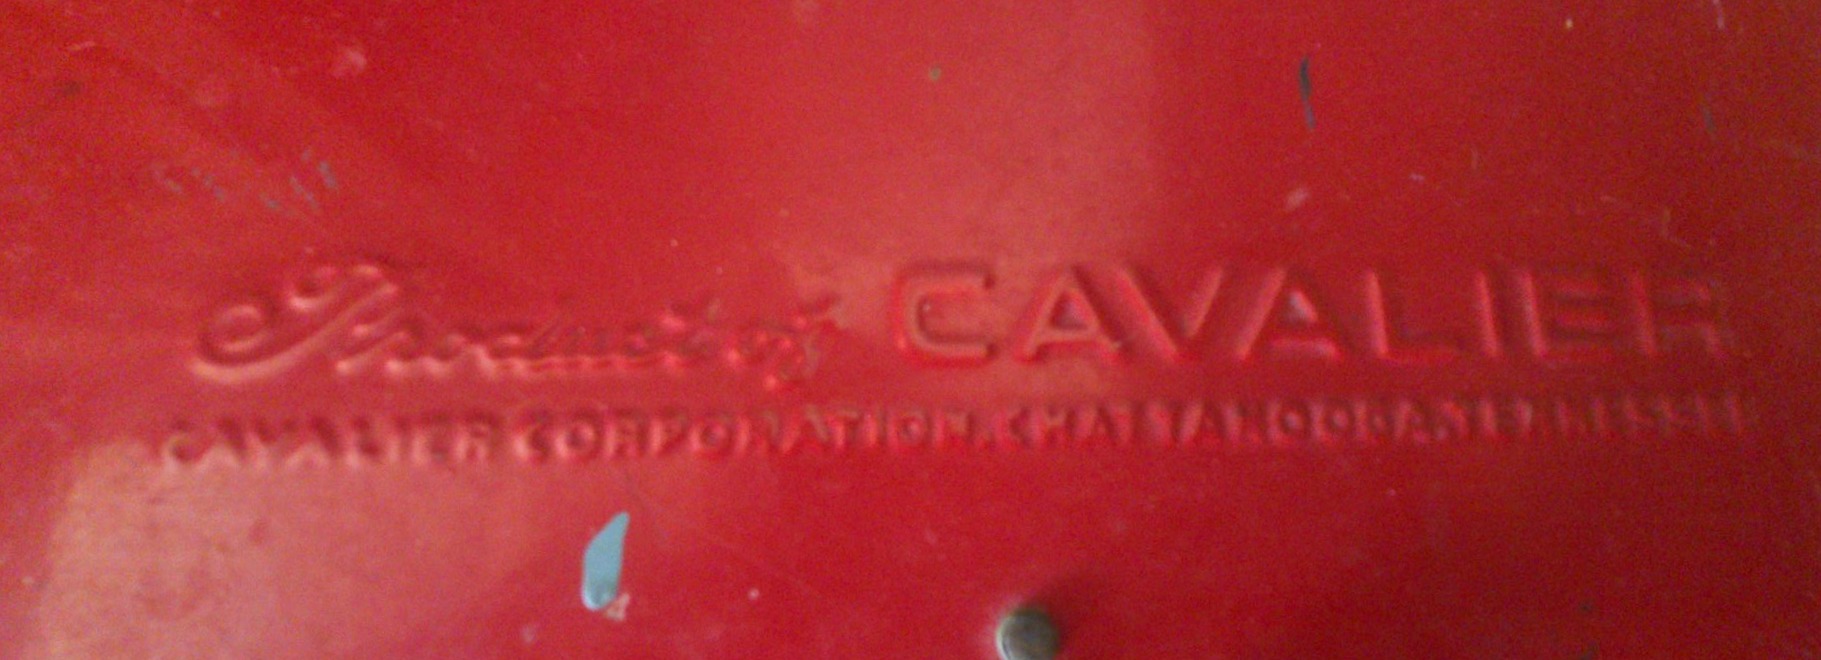 Product of CAVALIER
CAVALIER CORPORATION, CHATTANOOGA, TENNESSEE